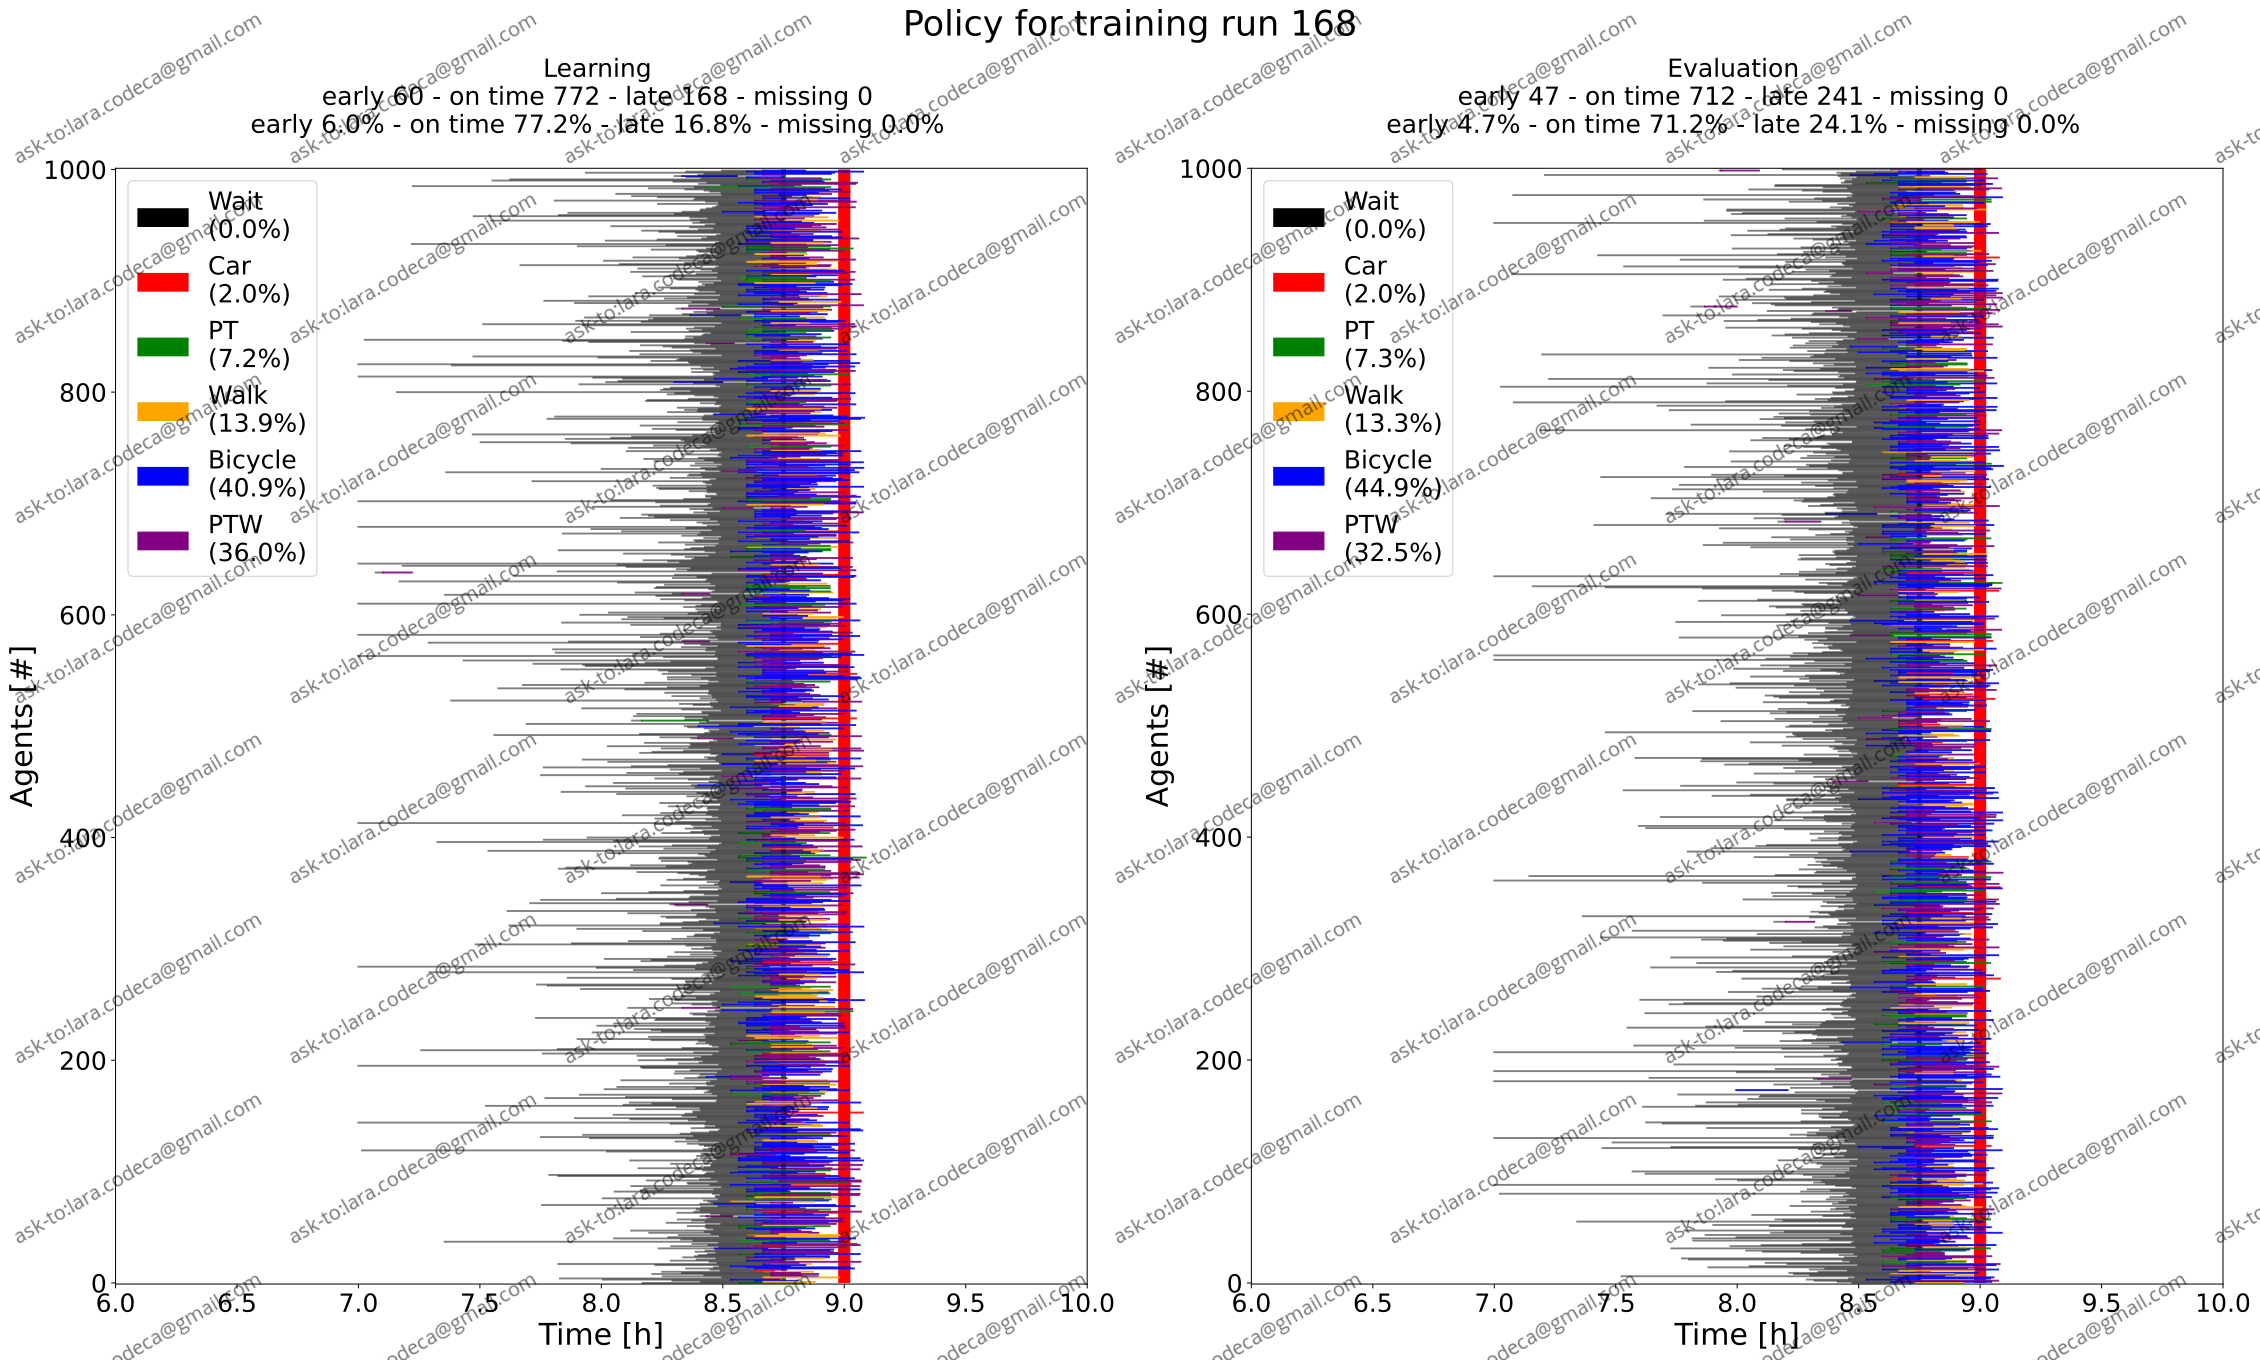 Policy for training run 168
Learning
early 60 - on time 772 - late 168 - missing 0
early 6.0% - on time 77.2% - late 16.8% - missing 0.0%
Agents [#]
1000
800
600
400
200
0
Wait
(0.0%)
Car
(2.0%)
PT
(7.2%)
Walk
(13.9%)
Bicycle
(40.9%)
PTW
(36.0%)
6.0 6.5 7.0 7.5 8.0 8.5 9.0 9.5 10.0
Time [h]
Evaluation
early 47 - on time 712 - late 241 - missing 0
early 4.7% - on time 71.2% - late 24.1% - missing 0.0%
Agents [#]
1000
800
600
400
200
0
Wait
(0.0%)
Car
(2.0%)
PT
(7.3%)
Walk
(13.3%)
Bicycle
(44.9%)
PTW
(32.5%)
6.0 6.5 7.0 7.5 8.0 8.5 9.0 9.5 10.0
Time [h]
ask-to:lara.codeca@gmail.com